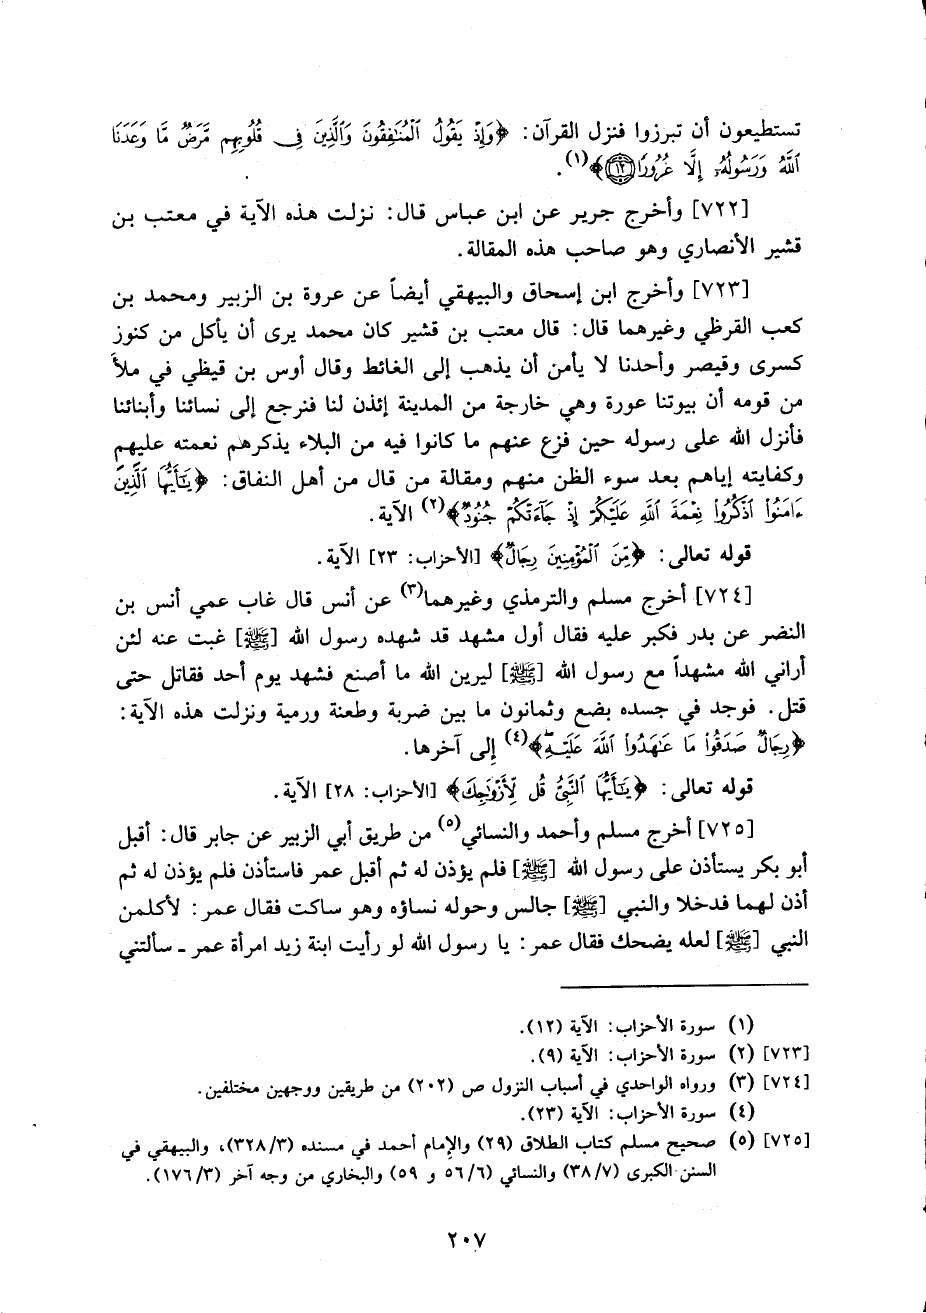 تستطيعون أن تبرزوا فنزل القرآن: ﴿وَإِذْ يَقُولُ ٱلْمُنَٰفِقُونَ وَٱلَّذِينَ فِى قُلُوبِهِم مَّرَضٌ مَّا وَعَدَنَا
ٱللَّهُ وَرَسُولُهُۥٓ إِلَّا غُرُورًا ١٢﴾(١).
[٧٢٢] وأخرج جرير عن ابن عباس قال: نزلت هذه الآية في معتب بن
قشير الأنصاري وهو صاحب هذه المقالة.
[٧٢٣] وأخرج ابن إسحاق والبيهقي أيضاً عن عروة بن الزبير ومحمد بن
كعب القرظي وغيرهما قال: قال معتب بن قشير كان محمد يرى أن يأكل من كنوز
كسرى وقيصر وأحدنا لا يأمن أن يذهب إلى الغائط وقال أوس بن قيظي في ملأ
من قومه أن بيوتنا عورة وهي خارجة من المدينة إئذن لنا فنرجع إلى نسائنا وأبنائنا
فأنزل الله على رسوله حين فزع عنهم ما كانوا فيه من البلاء يذكرهم نعمته عليهم
وكفايته إياهم بعد سوء الظن منهم ومقالة من قال من أهل النفاق: ﴿يَٰٓأَيُّهَا ٱلَّذِينَ
ءَامَنُوا۟ ٱذْكُرُوا۟ نِعْمَةَ ٱللَّهِ عَلَيْكُمْ إِذْ جَآءَتْكُمْ جُنُودٌ﴾(٢) الآية.
قوله تعالى: ﴿مِّنَ ٱلْمُؤْمِنِينَ رِجَالٌ﴾ [الأحزاب: ٢٣] الآية.
[٧٢٤] أخرج مسلم والترمذي وغيرهما(٣) عن أنس قال غاب عمي أنس بن
النضر عن بدر فكبر عليه فقال أول مشهد قد شهده رسول الله [ﷺ] غبت عنه لئن
أراني الله مشهداً مع رسول الله [ﷺ] ليرين الله ما أصنع فشهد يوم أحد فقاتل حتى
قتل. فوجد في جسده بضع وثمانون ما بين ضربة وطعنة ورمية ونزلت هذه الآية:
﴿رِجَالٌ صَدَقُوا۟ مَا عَٰهَدُوا۟ ٱللَّهَ عَلَيْهِ﴾(٤) إلى آخرها.
قوله تعالى: ﴿يَٰٓأَيُّهَا ٱلنَّبِىُّ قُل لِّأَزْوَٰجِكَ﴾ [الأحزاب: ٢٨] الآية.
[٧٢٥] أخرج مسلم وأحمد والنسائي(٥) من طريق أبي الزبير عن جابر قال: أقبل
أبو بكر يستأذن على رسول الله [ﷺ] فلم يؤذن له ثم أقبل عمر فاستأذن فلم يؤذن له ثم
أذن لهما فدخلا والنبي [ﷺ] جالس وحوله نساؤه وهو ساكت فقال عمر: لأكلمن
النبي [ﷺ] لعله يضحك فقال عمر: يا رسول الله لو رأيت ابنة زيد امرأة عمر ـ سألتني
(١) سورة الأحزاب: الآية (١٢).
[٧٢٣] (٢) سورة الأحزاب: الآية (٩).
[٧٢٤] (٣) ورواه الواحدي في أسباب النزول ص (٢٠٢) من طريقين ووجهين مختلفين.
(٤) سورة الأحزاب: الآية (٢٣).
[٧٢٥] (٥) صحيح مسلم كتاب الطلاق (٢٩) والإمام أحمد في مسنده (٣/ ٣٢٨)، والبيهقي في
السنن الكبرى (٧/ ٣٨) والنسائي (٦/ ٥٦ و ٥٩) والبخاري من وجه آخر (٣/ ١٧٦).
٢٠٧